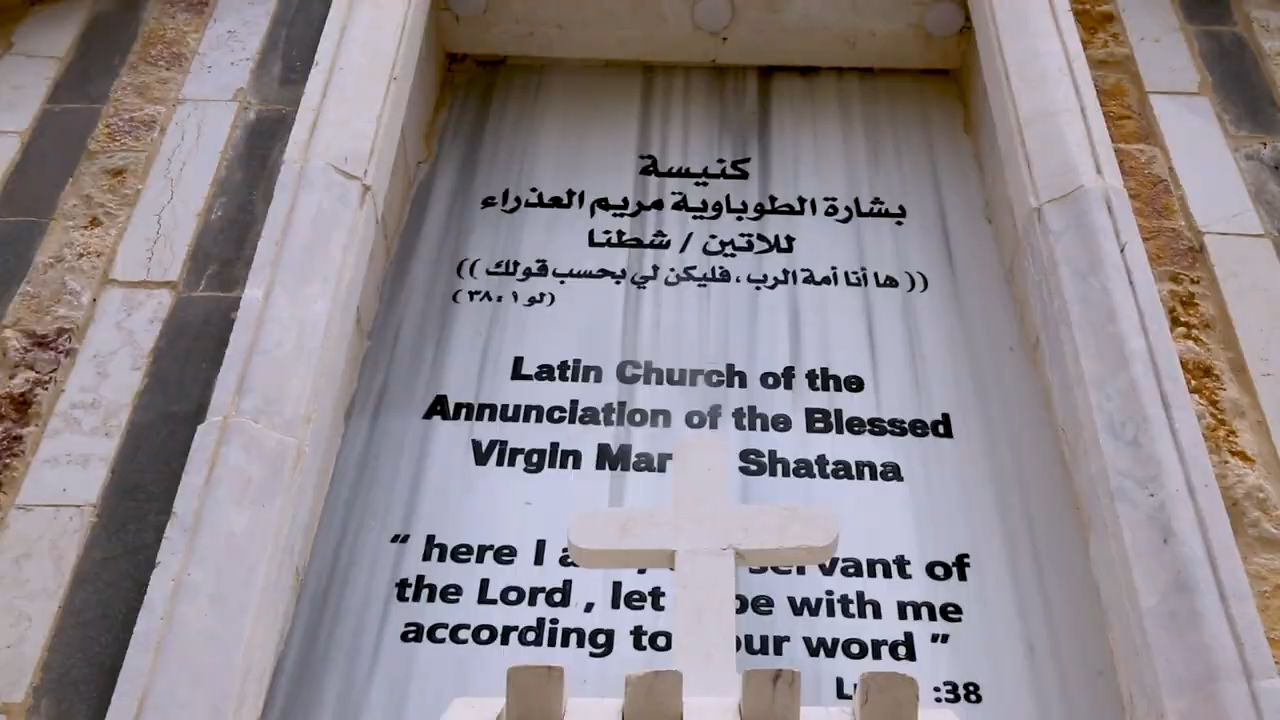 كنيسة
بشارة الطوباوية مريم العذراء
للاتين / شطنا
(( ها أنا أمة الرب ، فليكن لي بحسب قولك ))
(لو ١ : ٣٨)
Latin Church of the
Annunciation of the Blessed
Virgin Mar Shatana
“ here I servant of
the Lord , let be with me
according to our word ”
:38